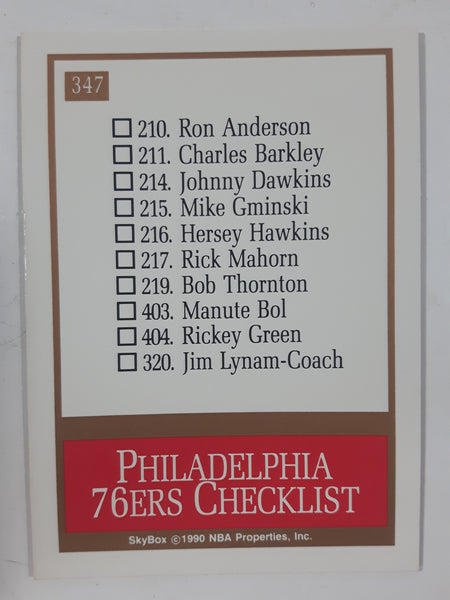 347
210. Ron Anderson
211. Charles Barkley
214. Johnny Dawkins
215. Mike Gminski
216. Hersey Hawkins
217. Rick Mahorn
219. Bob Thornton
403. Manute Bol
404. Rickey Green
320. Jim Lynam-Coach
PHILADELPHIA
76ERS CHECKLIST
SkyBox ©1990 NBA Properties, Inc.